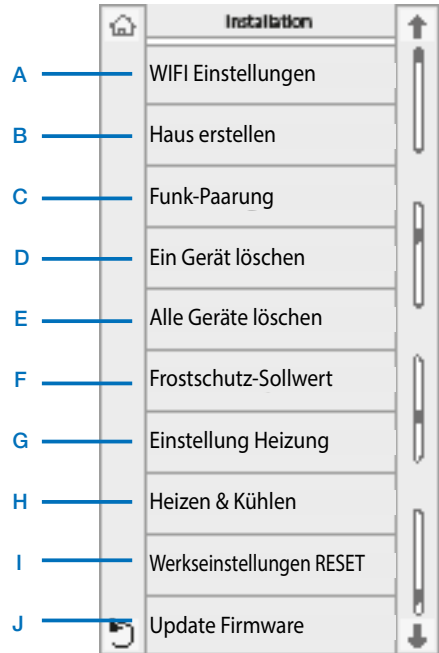 Installation
A WIFI Einstellungen
B Haus erstellen
C Funk-Paarung
D Ein Gerät löschen
E Alle Geräte löschen
F Frostschutz-Sollwert
G Einstellung Heizung
H Heizen & Kühlen
I Werkseinstellungen RESET
J Update Firmware